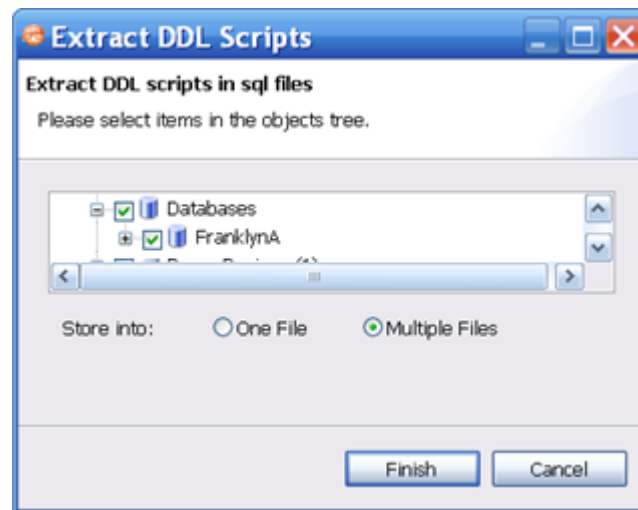 Extract DDL Scripts
Extract DDL scripts in sql files
Please select items in the objects tree.
Databases
FranklynA
Store into: One File Multiple Files
Finish Cancel